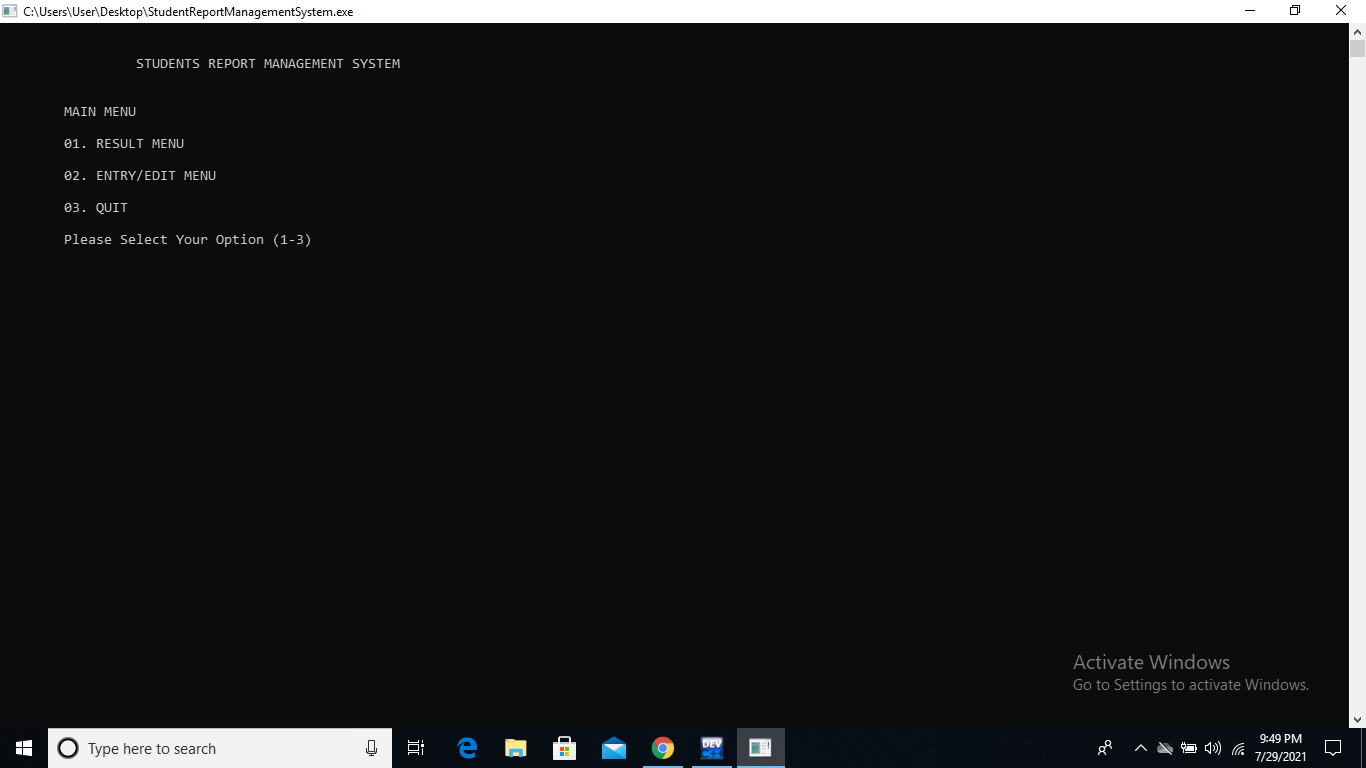 C:\Users\User\Desktop\StudentReportManagementSystem.exe
STUDENTS REPORT MANAGEMENT SYSTEM
MAIN MENU
01. RESULT MENU
02. ENTRY/EDIT MENU
03. QUIT
Please Select Your Option (1-3)
Activate Windows
Go to Settings to activate Windows.
Type here to search
DEV
9:49 PM
7/29/2021